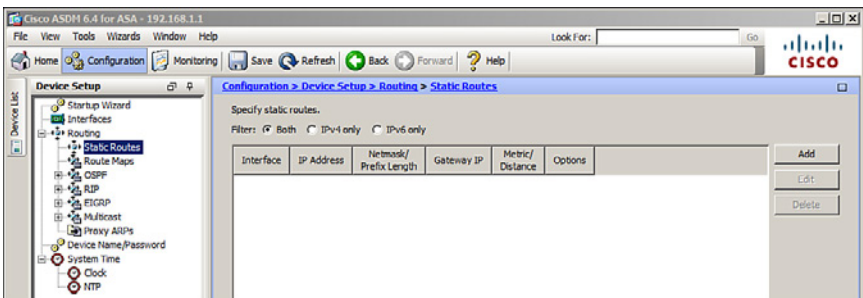 Cisco ASDM 6.4 for ASA - 192.168.1.1
File View Tools Wizards Window Help Look For: Go
Home Configuration Monitoring Save Refresh Back Forward Help
CISCO
Device List
Device Setup
Startup Wizard
Interfaces
Routing
Static Routes
Route Maps
OSPF
RIP
EIGRP
Multicast
Proxy ARPs
Device Name/Password
System Time
Clock
NTP
Configuration > Device Setup > Routing > Static Routes
Specify static routes.
Filter: Both IPv4 only IPv6 only
Interface IP Address Netmask/ Prefix Length Gateway IP Metric/ Distance Options
Add
Edit
Delete